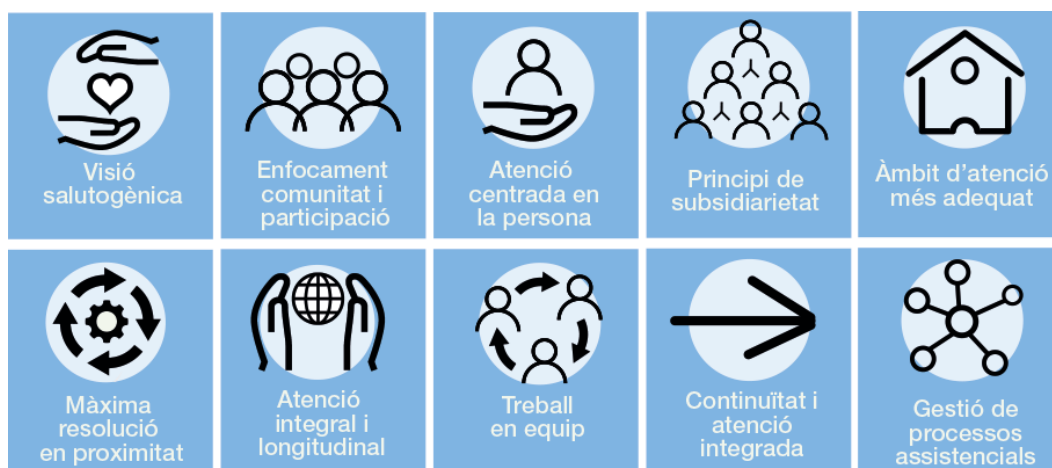 Visió
salutogènica
Enfocament
comunitat i
participació
Atenció
centrada en
la persona
Principi de
subsidiarietat
Àmbit d'atenció
més adequat
Màxima
resolució
en proximitat
Atenció
integral i
longitudinal
Treball
en equip
Continuïtat i
atenció
integrada
Gestió de
processos
assistencials